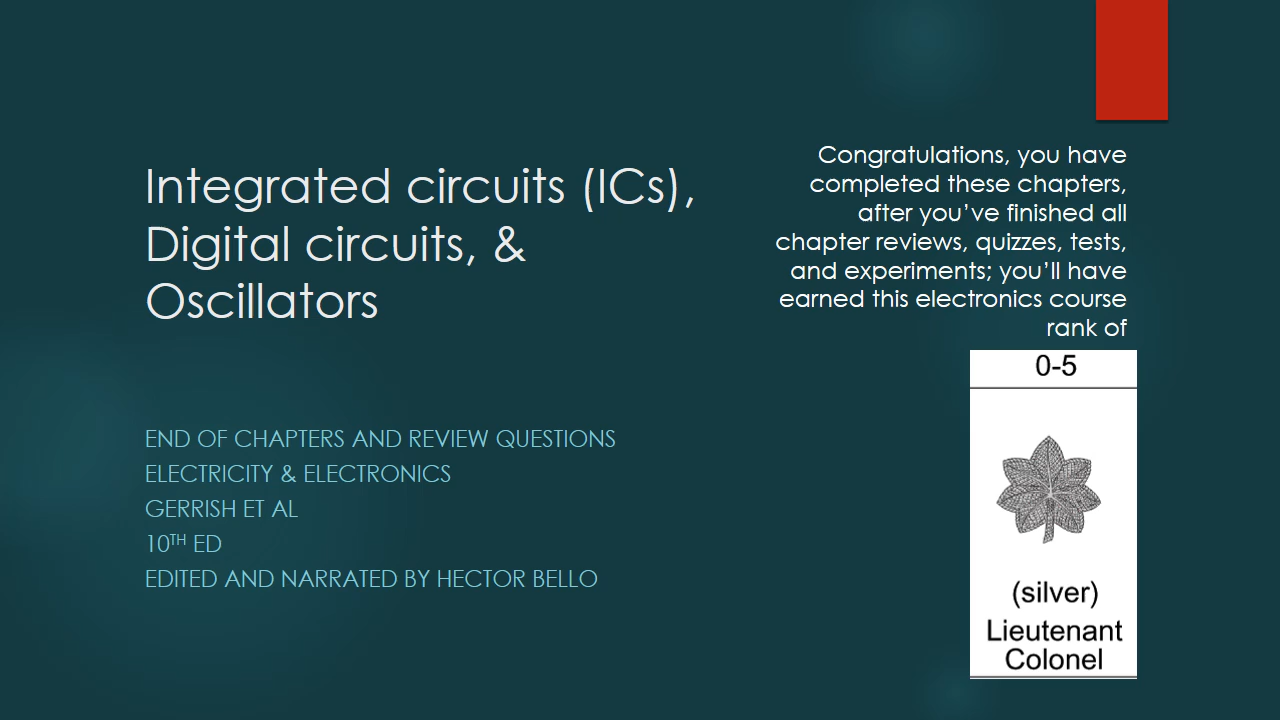 Integrated circuits (ICs),
Digital circuits, &
Oscillators
END OF CHAPTERS AND REVIEW QUESTIONS
ELECTRICITY & ELECTRONICS
GERRISH ET AL
10TH ED
EDITED AND NARRATED BY HECTOR BELLO
Congratulations, you have
completed these chapters,
after you’ve finished all
chapter reviews, quizzes, tests,
and experiments; you’ll have
earned this electronics course
rank of
0-5
(silver)
Lieutenant
Colonel